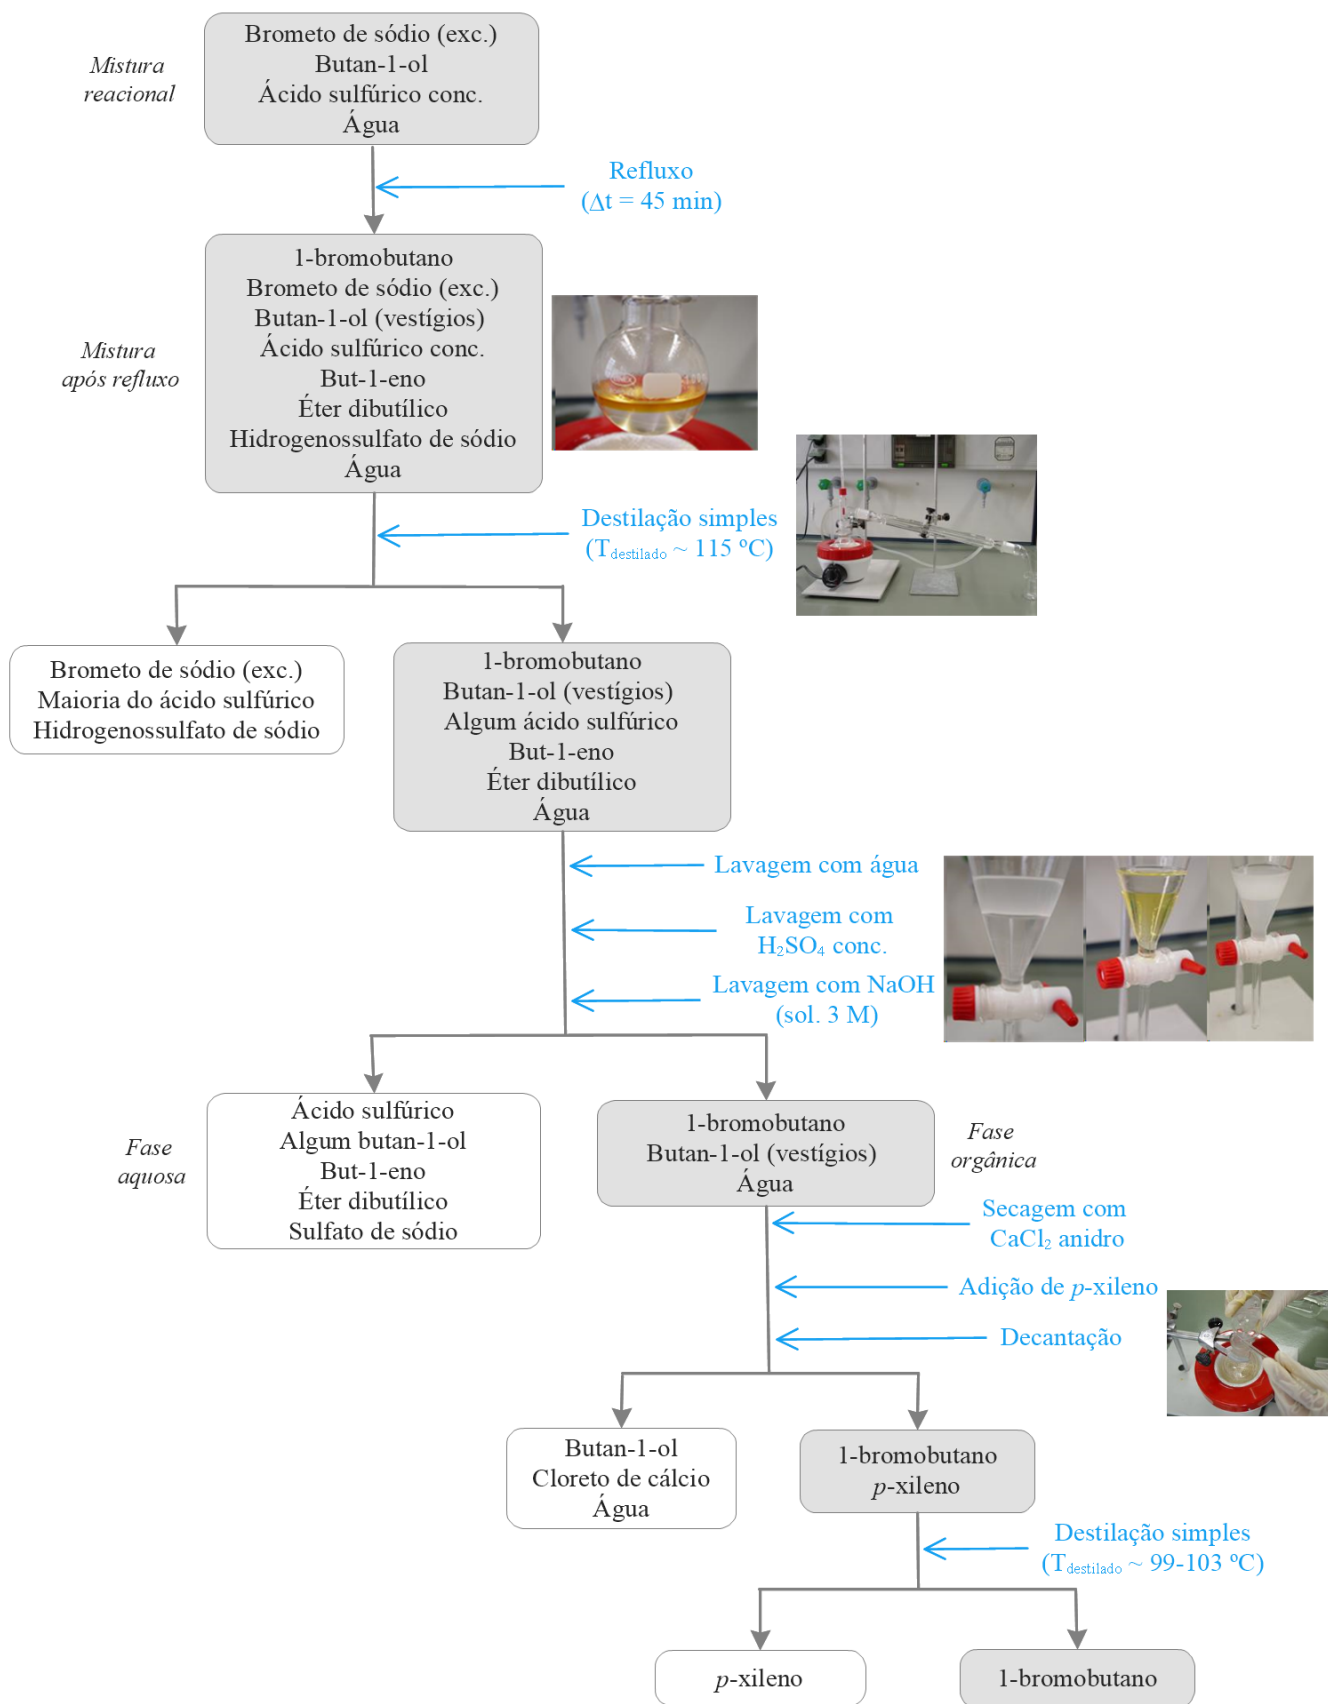 Mistura
reacional
Brometo de sódio (exc.)
Butan-1-ol
Ácido sulfúrico conc.
Água
Refluxo
(Δt = 45 min)
Mistura
após refluxo
1-bromobutano
Brometo de sódio (exc.)
Butan-1-ol (vestígios)
Ácido sulfúrico conc.
But-1-eno
Éter dibutílico
Hidrogenossulfato de sódio
Água
Destilação simples
(Tdestilado ~ 115 ºC)
Brometo de sódio (exc.)
Maioria do ácido sulfúrico
Hidrogenossulfato de sódio
1-bromobutano
Butan-1-ol (vestígios)
Algum ácido sulfúrico
But-1-eno
Éter dibutílico
Água
Lavagem com água
Lavagem com
H₂SO₄ conc.
Lavagem com NaOH
(sol. 3 M)
Fase
aquosa
Ácido sulfúrico
Algum butan-1-ol
But-1-eno
Éter dibutílico
Sulfato de sódio
1-bromobutano
Butan-1-ol (vestígios)
Água
Fase
orgânica
Secagem com
CaCl₂ anidro
Adição de p-xileno
Decantação
Butan-1-ol
Cloreto de cálcio
Água
1-bromobutano
p-xileno
Destilação simples
(Tdestilado ~ 99-103 ºC)
p-xileno
1-bromobutano